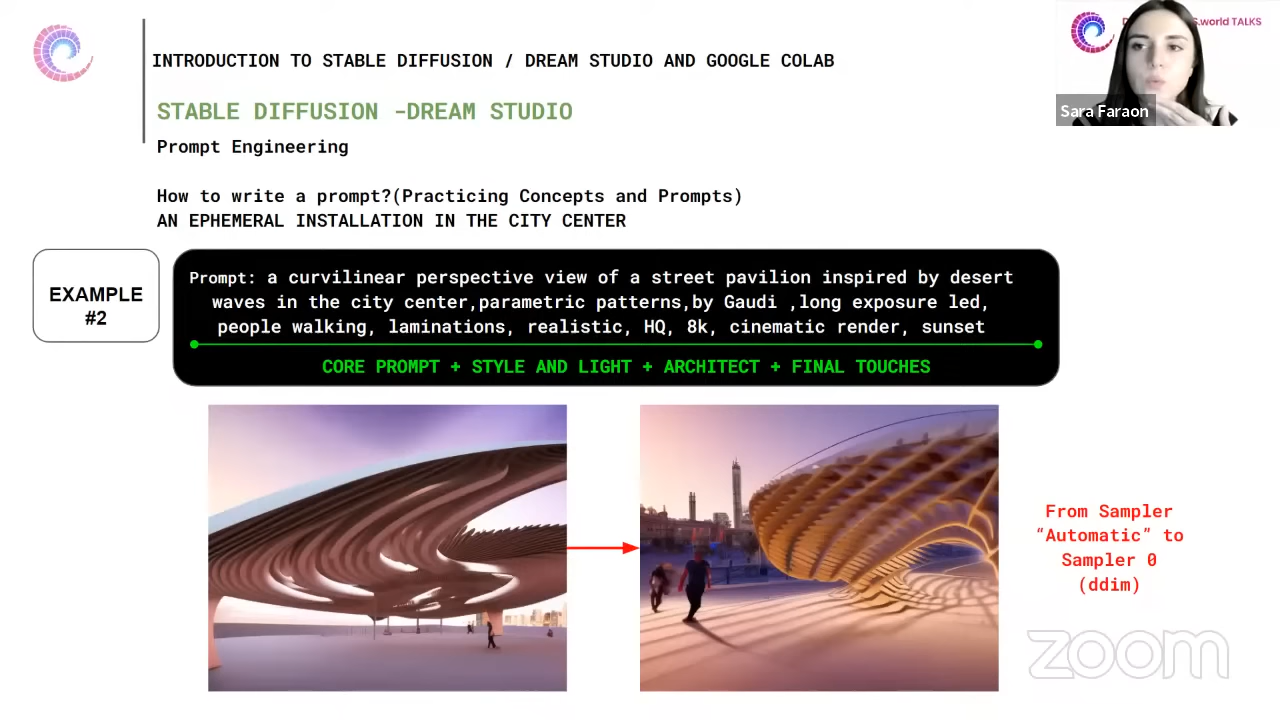 INTRODUCTION TO STABLE DIFFUSION / DREAM STUDIO AND GOOGLE COLAB
S.world TALKS
Sara Faraon
STABLE DIFFUSION -DREAM STUDIO
Prompt Engineering
How to write a prompt?(Practicing Concepts and Prompts)
AN EPHEMERAL INSTALLATION IN THE CITY CENTER
EXAMPLE
#2
Prompt: a curvilinear perspective view of a street pavilion inspired by desert
waves in the city center,parametric patterns,by Gaudi ,long exposure led,
people walking, laminations, realistic, HQ, 8k, cinematic render, sunset
CORE PROMPT + STYLE AND LIGHT + ARCHITECT + FINAL TOUCHES
From Sampler
“Automatic” to
Sampler 0
(ddim)
zoom